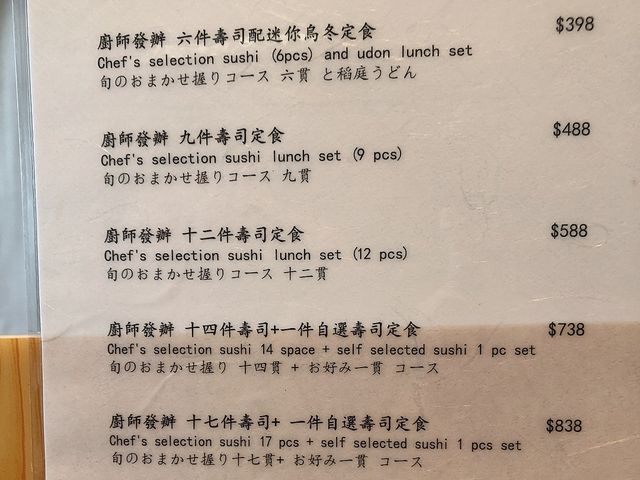 廚師發辦 六件壽司配迷你烏冬定食 $398
Chef's selection sushi (6pcs) and udon lunch set
旬のおまかせ握りコース 六貫 と稻庭うどん
廚師發辦 九件壽司定食 $488
Chef's selection sushi lunch set (9 pcs)
旬のおまかせ握りコース 九貫
廚師發辦 十二件壽司定食 $588
Chef's selection sushi lunch set (12 pcs)
旬のおまかせ握りコース 十二貫
廚師發辦 十四件壽司+一件自選壽司定食 $738
Chef's selection sushi 14 space + self selected sushi 1 pc set
旬のおまかせ握り 十四貫 + お好み一貫 コース
廚師發辦 十七件壽司+ 一件自選壽司定食 $838
Chef's selection sushi 17 pcs + self selected sushi 1 pcs set
旬のおまかせ握り十七貫+ お好み一貫 コース